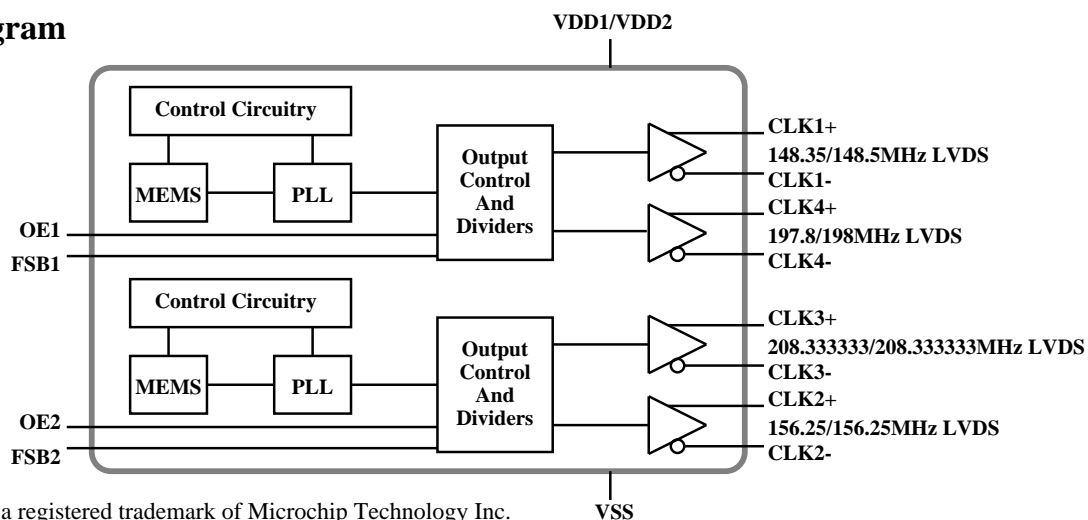 gram
VDD1/VDD2
Control Circuitry
MEMS
PLL
Output
Control
And
Dividers
CLK1+
148.35/148.5MHz LVDS
CLK1-
CLK4+
197.8/198MHz LVDS
CLK4-
OE1
FSB1
Control Circuitry
MEMS
PLL
Output
Control
And
Dividers
CLK3+
208.333333/208.333333MHz LVDS
CLK3-
CLK2+
156.25/156.25MHz LVDS
CLK2-
OE2
FSB2
VSS
a registered trademark of Microchip Technology Inc.